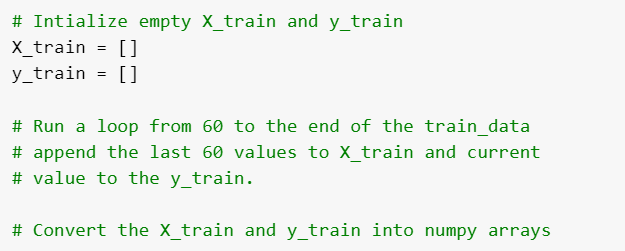 # Intialize empty X_train and y_train
X_train = []
y_train = []
# Run a loop from 60 to the end of the train_data
# append the last 60 values to X_train and current
# value to the y_train.
# Convert the X_train and y_train into numpy arrays